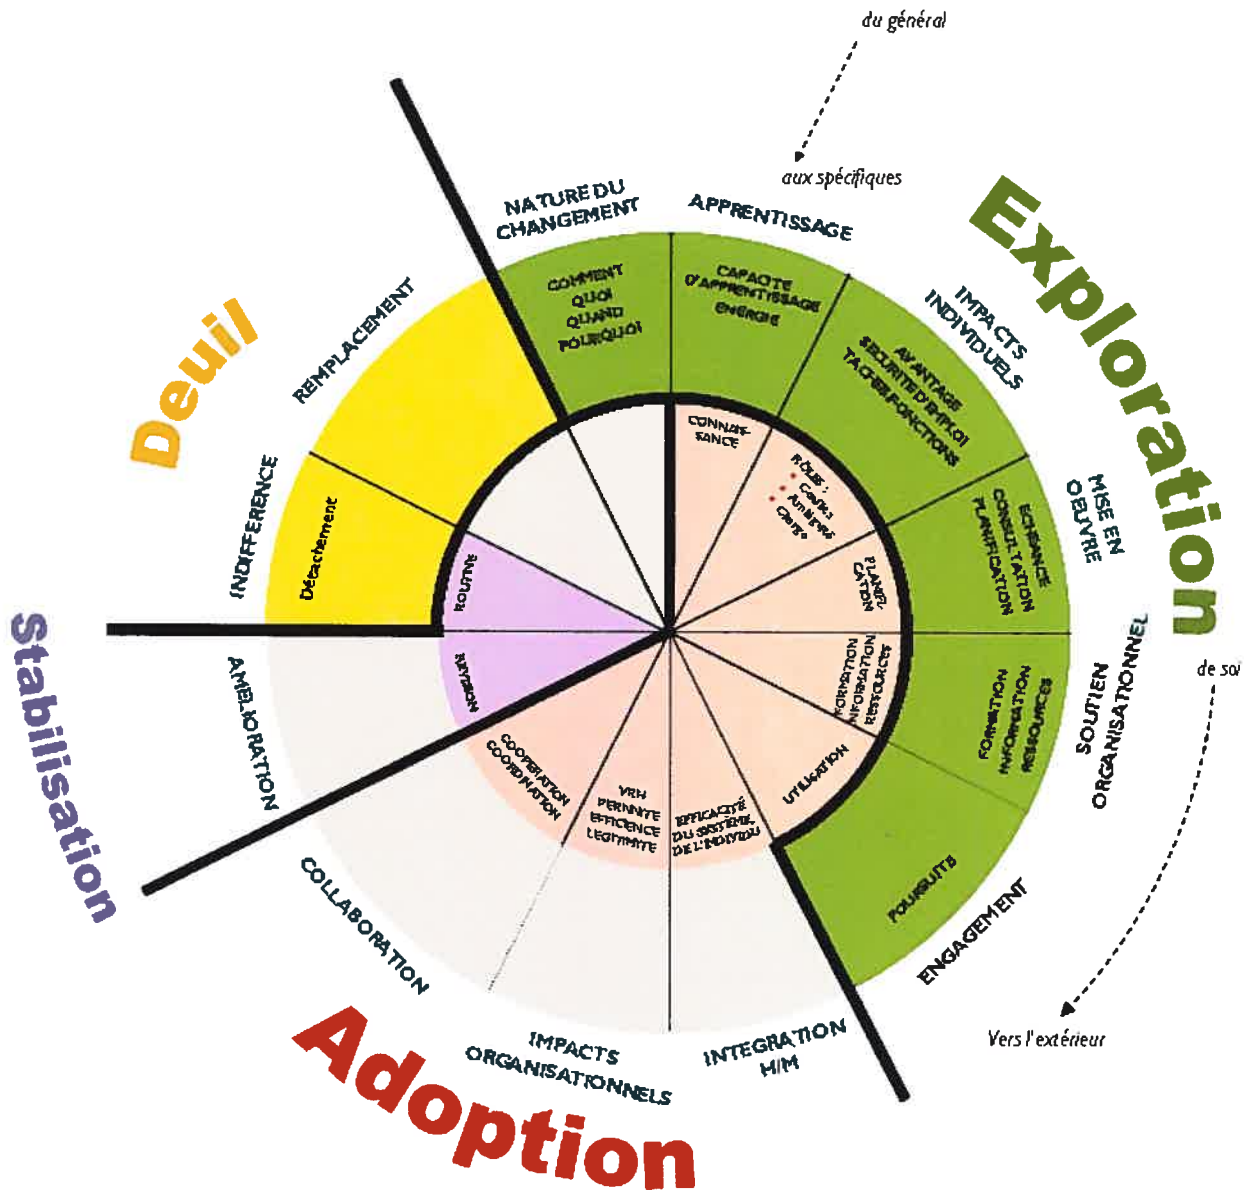 du général
aux spécifiques
Exploration
NATURE DU
CHANGEMENT
COMMENT
QUOI
QUAND
POURQUOI
APPRENTISSAGE
CAPACITE
D'APPRENTISSAGE
ENERGIE
IMPACTS
INDIVIDUELS
AVANTAGE
SECURITE D'EMPLOI
TACHES FONCTIONS
MISE EN
OEUVRE
ECHEANCE
CONSULTATION
PLANIFICATION
SOUTIEN
ORGANISATIONNEL
FORMATION
INFORMATION
RESSOURCES
ENGAGEMENT
POURSUITE
de soi
Vers l'extérieur
CONNAIS-
SANCE
RÔLES :
• Conflit
• Ambiguité
• Charge
PLANIFI-
CATION
FORMATION
INFORMATION
RESSOURCES
UTILISATION
EFFICACITÉ
DU SYSTÈME,
DE L'INDIVIDU
VRH
PERNNITE
EFFICIENCE
LEGITIMITE
COOPERATION
COORDINATION
REVISION
ROUTINE
Adoption
INTEGRATION
H/M
IMPACTS
ORGANISATIONNELS
COLLABORATION
Stabilisation
AMELIORATION
Deuil
INDIFFERENCE
Détachement
REMPLACEMENT